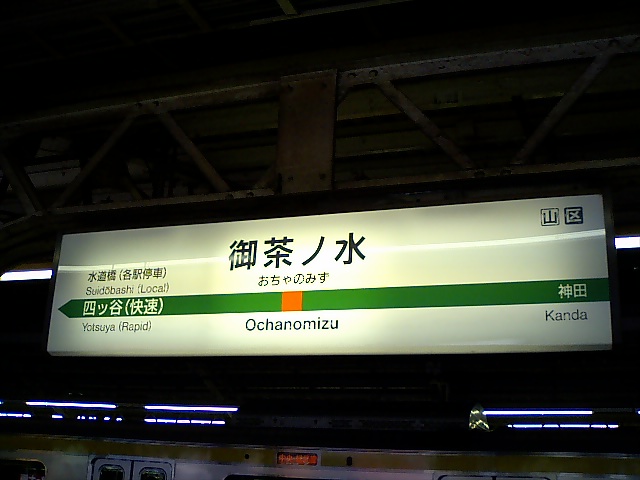 山区
御茶ノ水
おちゃのみず
水道橋（各駅停車）
Suidōbashi (Local)
四ッ谷（快速）
Yotsuya (Rapid)
Ochanomizu
神田
Kanda